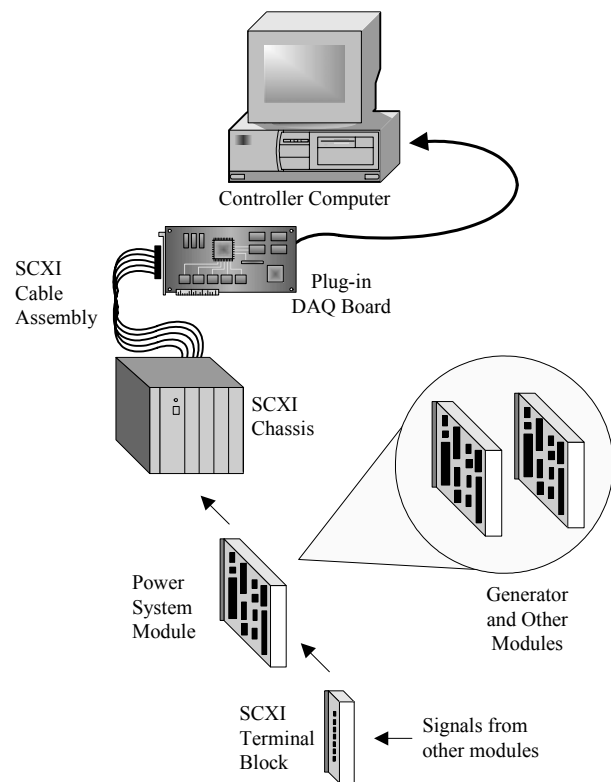 Controller Computer
SCXI
Cable
Assembly
Plug-in
DAQ Board
SCXI
Chassis
Power
System
Module
Generator
and Other
Modules
SCXI
Terminal
Block
Signals from
other modules